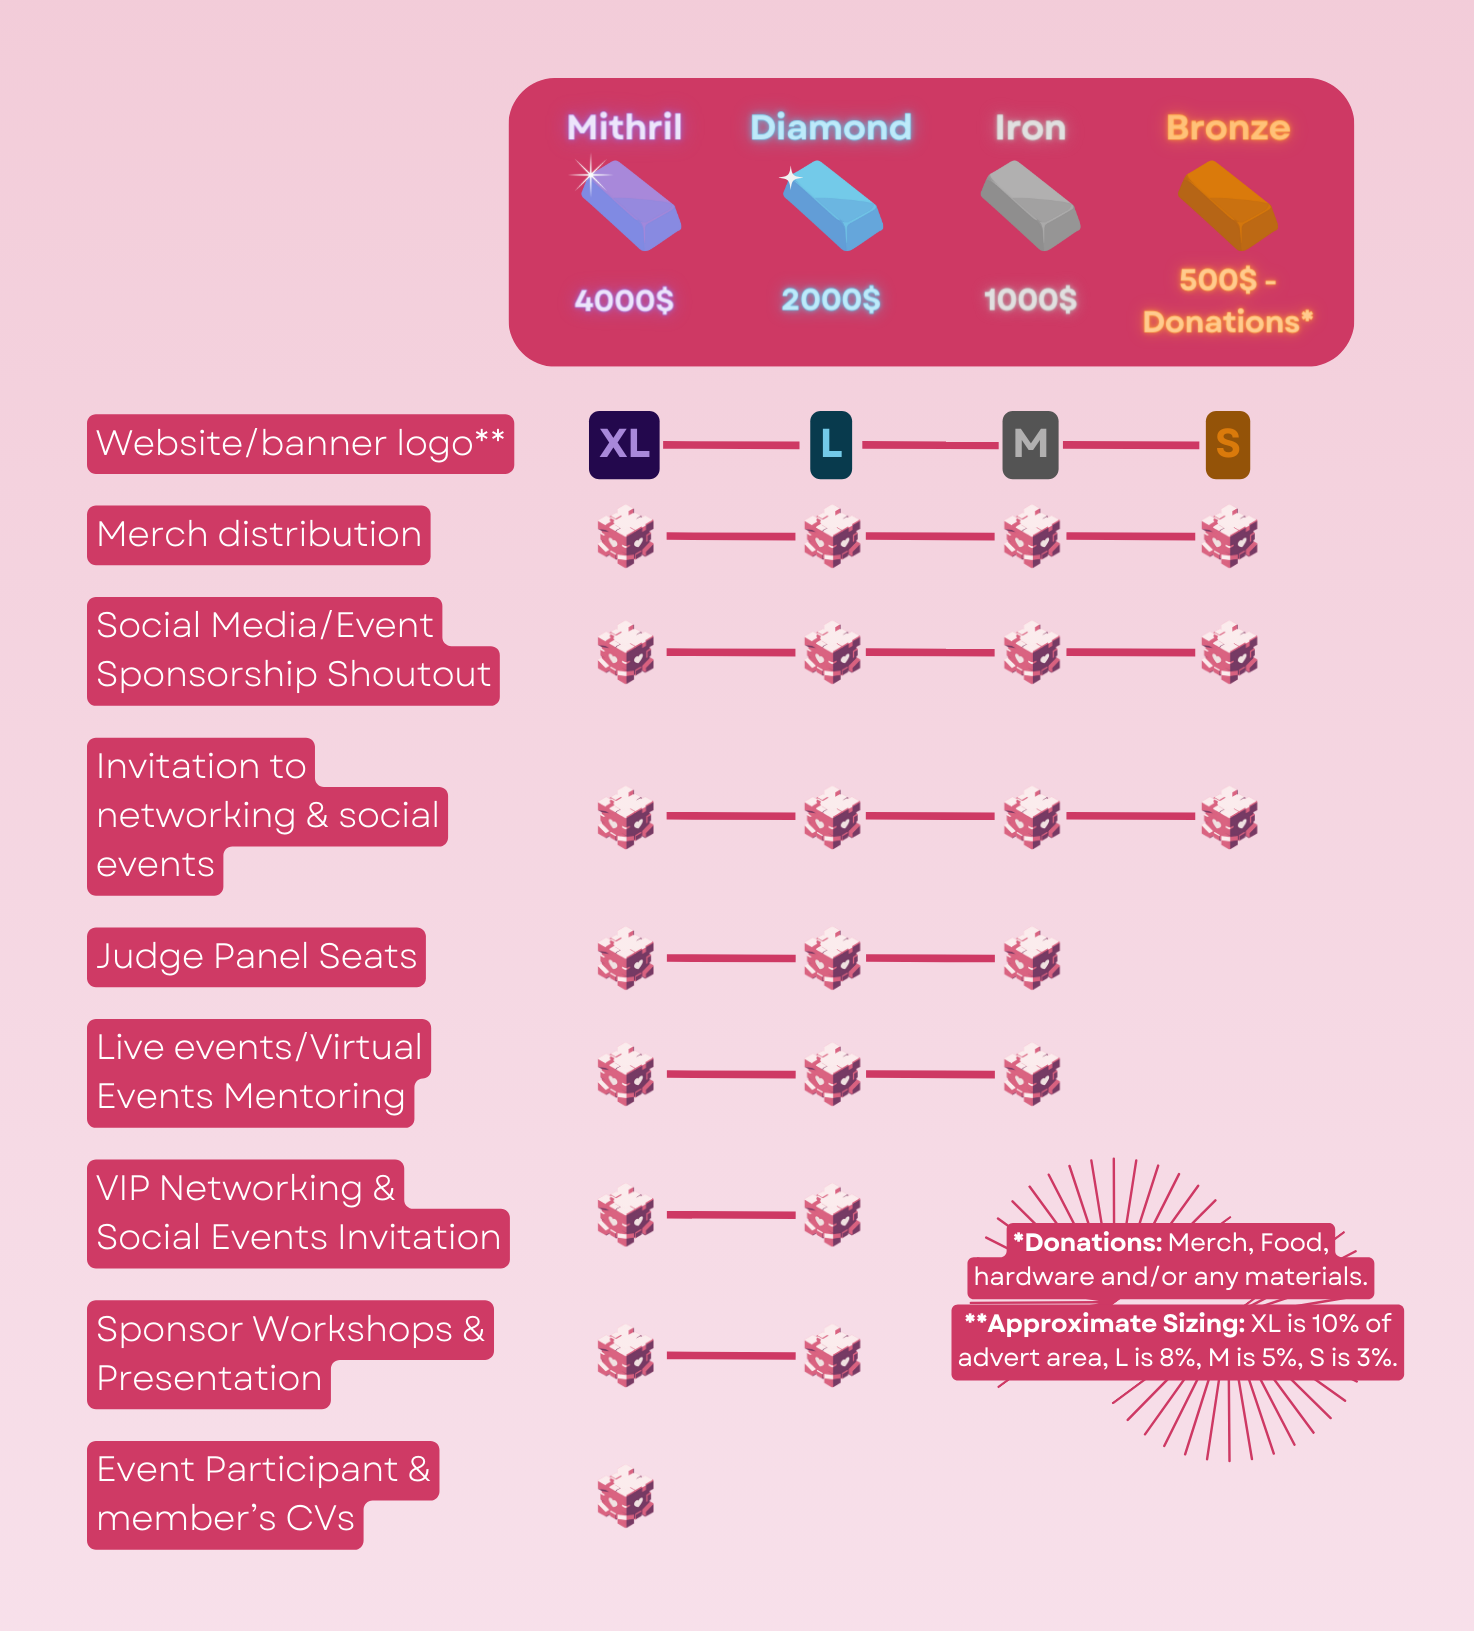 Mithril
Diamond
Iron
Bronze
4000$
2000$
1000$
500$ -
Donations*
Website/banner logo**
XL
L
M
S
Merch distribution
Social Media/Event
Sponsorship Shoutout
Invitation to
networking & social
events
Judge Panel Seats
Live events/Virtual
Events Mentoring
VIP Networking &
Social Events Invitation
Sponsor Workshops &
Presentation
Event Participant &
member’s CVs
*Donations: Merch, Food,
hardware and/or any materials.
**Approximate Sizing: XL is 10% of
advert area, L is 8%, M is 5%, S is 3%.